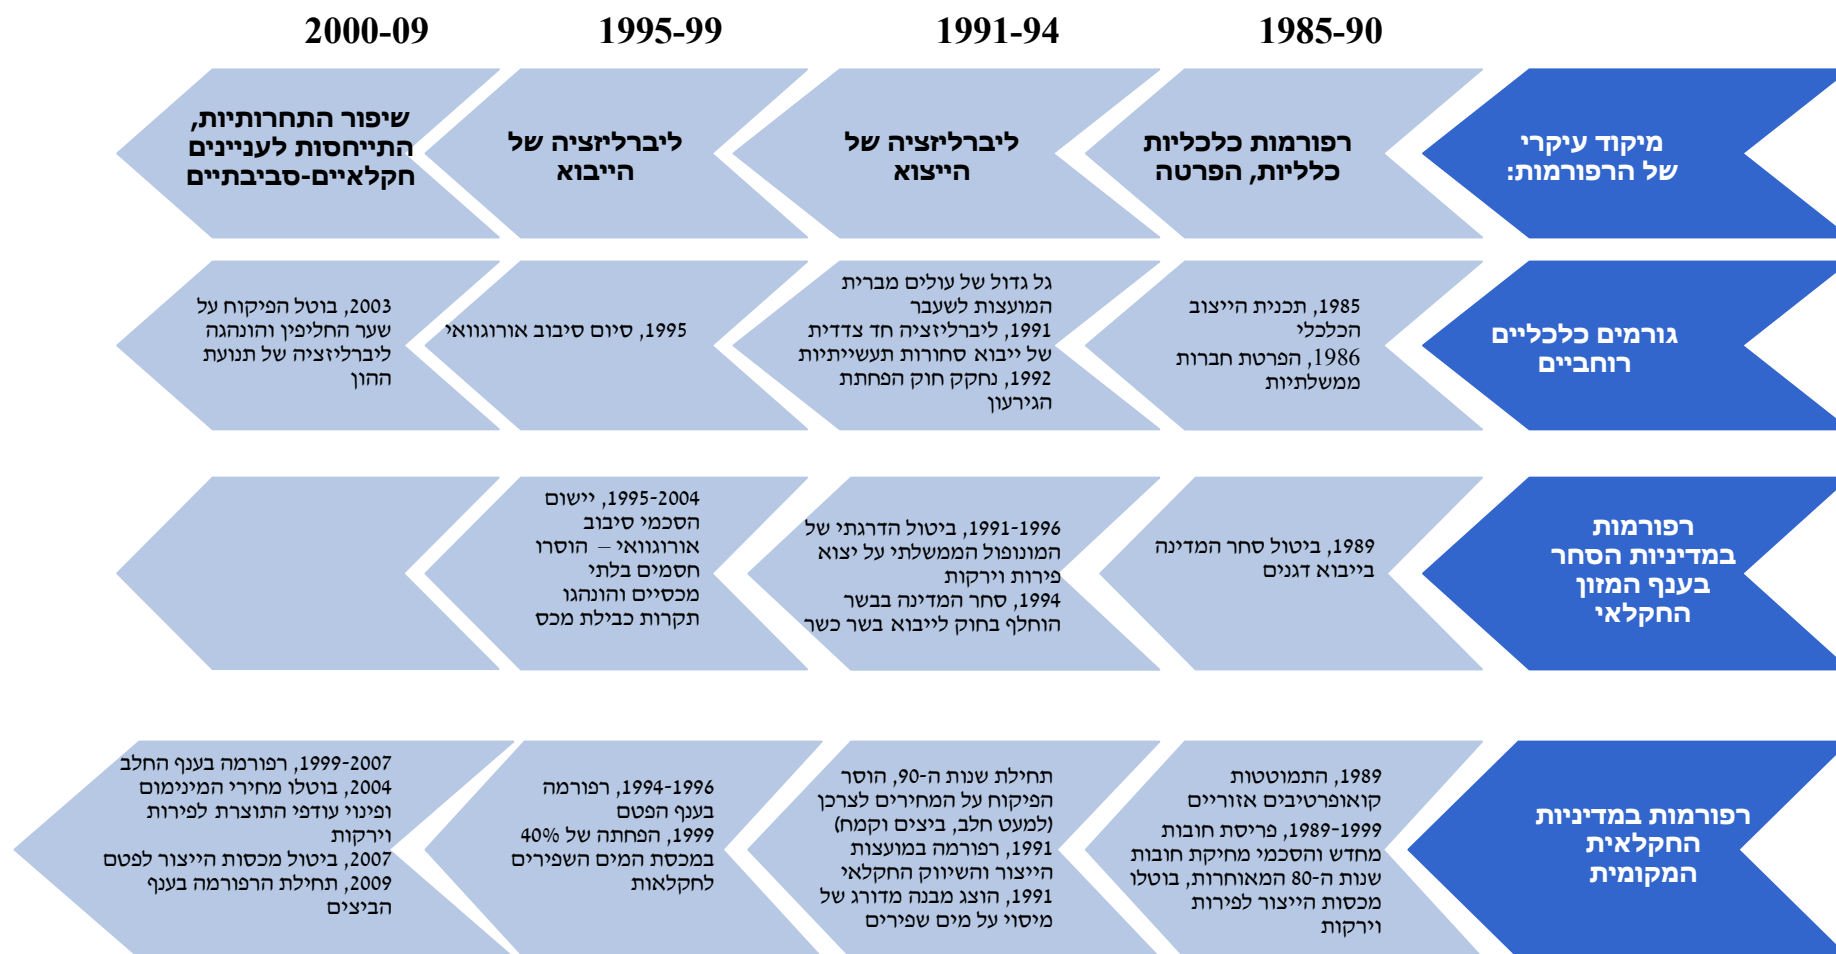 1985-90
1991-94
1995-99
2000-09
מיקוד עיקרי
של הרפורמות:
רפורמות כלכליות
כלליות, הפרטה
ליברליזציה של
הייצוא
ליברליזציה של
הייבוא
שיפור התחרותיות,
התייחסות לעניינים
חקלאיים-סביבתיים
גורמים כלכליים
רוחביים
1985, תכנית הייצוב
הכלכלי
1986, הפרטת חברות
ממשלתיות
גל גדול של עולים מברית
המועצות לשעבר
1991, ליברליזציה חד צדדית
של ייבוא סחורות תעשייתיות
1992, נחקק חוק הפחתת
הגירעון
1995, סיום סיבוב אורוגוואי
2003, בוטל הפיקוח על
שער החליפין והונהגה
ליברליזציה של תנועת
ההון
רפורמות
במדיניות הסחר
בענף המזון
החקלאי
1989, ביטול סחר המדינה
בייבוא דגנים
1991-1996, ביטול הדרגתי של
המונופול הממשלתי על יצוא
פירות וירקות
1994, סחר המדינה בבשר
הוחלף בחוק לייבוא בשר כשר
1995-2004, יישום
הסכמי סיבוב
אורוגוואי – הוסרו
חסמים בלתי
מכסיים והונהגו
תקרות כבילת מכס
רפורמות במדיניות
החקלאית
המקומית
1989, התמוטטות
קואופרטיבים אזוריים
1989-1999, פריסת חובות
מחדש והסכמי מחיקת חובות
שנות ה-80 המאוחרות, בוטלו
מכסות הייצור לפירות
וירקות
תחילת שנות ה-90, הוסר
הפיקוח על המחירים לצרכן
(למעט חלב, ביצים וקמח)
1991, רפורמה במועצות
הייצור והשיווק החקלאי
1991, הוצג מבנה מדורג של
מיסוי על מים שפירים
1994-1996, רפורמה
בענף הפטם
1999, הפחתה של 40%
במכסת המים השפירים
לחקלאות
1999-2007, רפורמה בענף החלב
2004, בוטלו מחירי המינימום
ופינוי עודפי התוצרת לפירות
וירקות
2007, ביטול מכסות הייצור לפטם
2009, תחילת הרפורמה בענף
הביצים